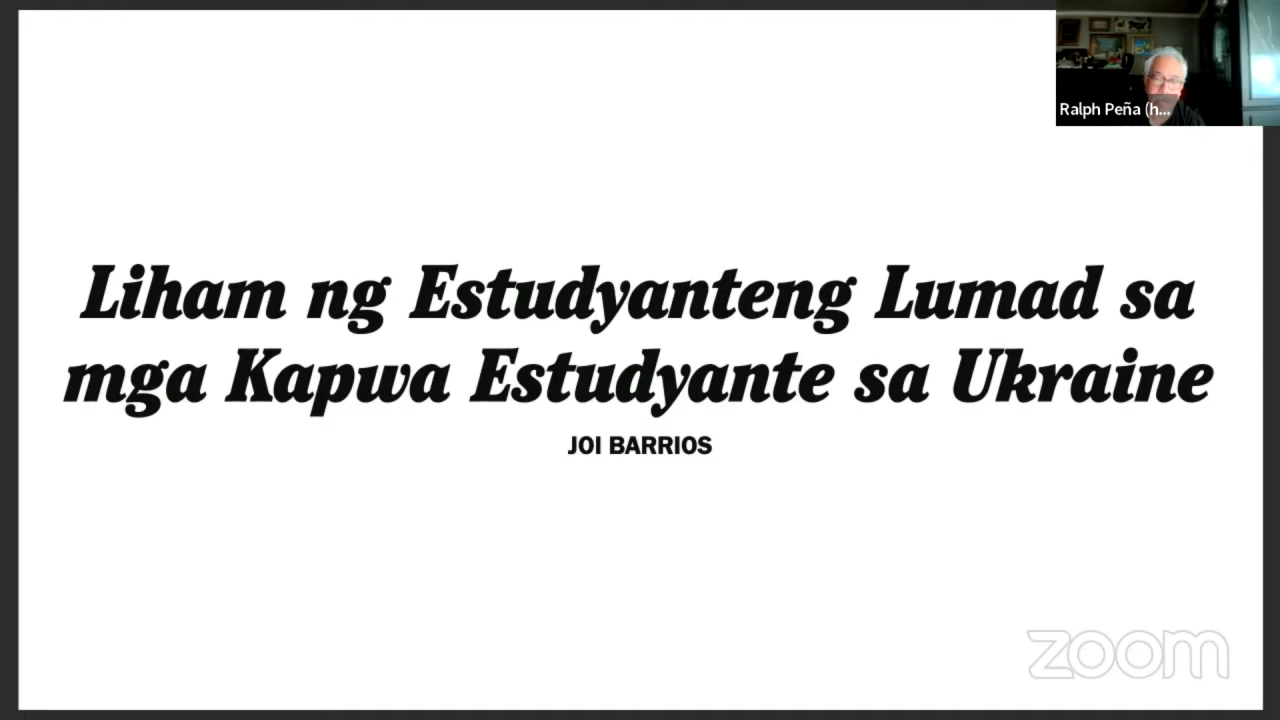 Ralph Peña (h...
Liham ng Estudyanteng Lumad sa
mga Kapwa Estudyante sa Ukraine
JOI BARRIOS
zoom